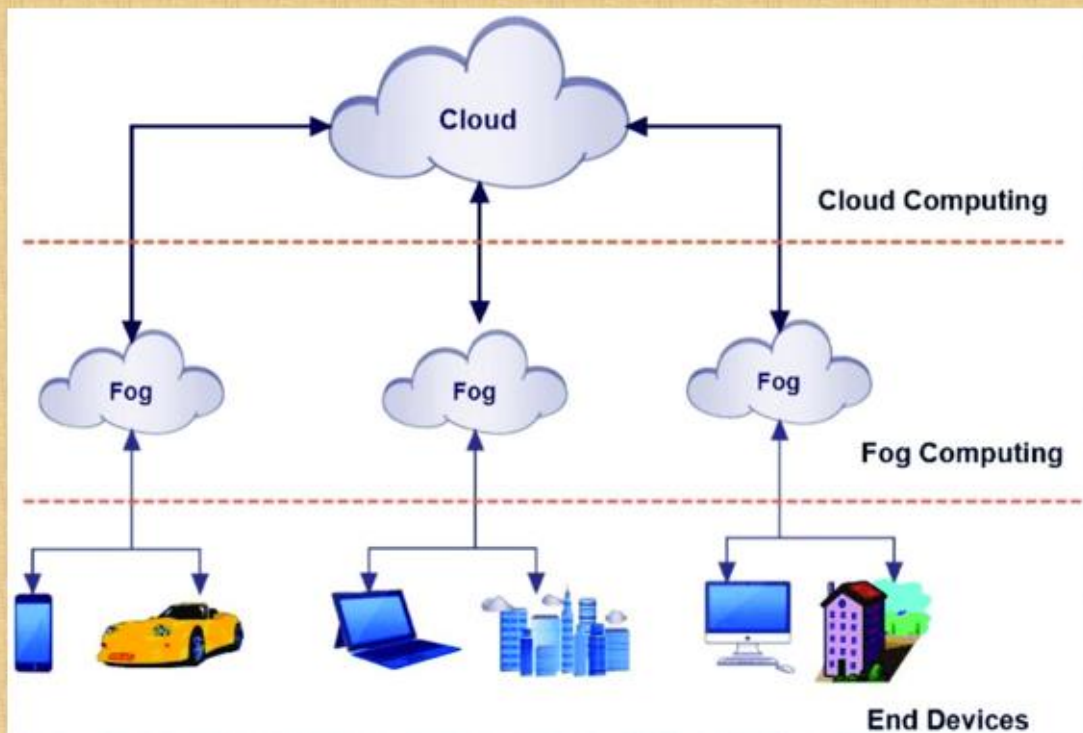 Cloud
Cloud Computing
Fog
Fog
Fog
Fog Computing
End Devices